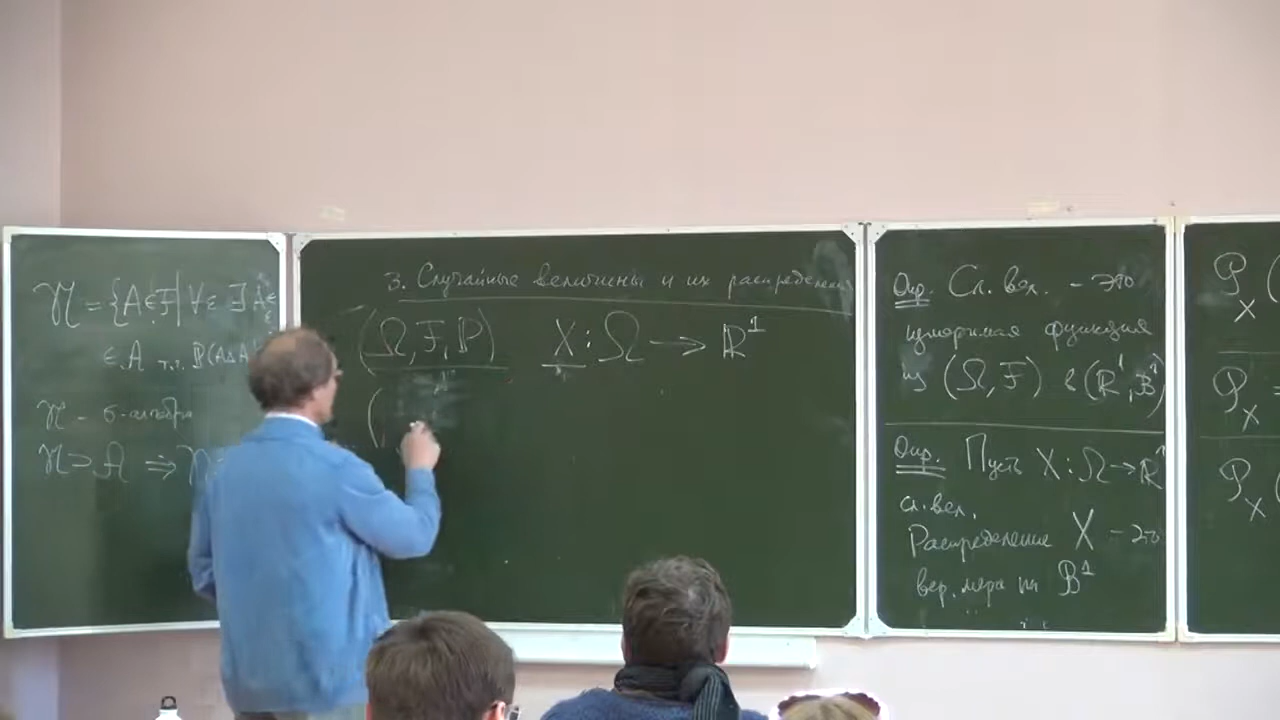 𝔑 = {A ∈ F | ∀ε ∃ A_ε ∈
∈ A т.ч. P(A Δ A
𝔑 - σ-алгебра
𝔑 ⊃ A ⇒
3. Случайные величины и их распределения
(Ω, F, P) X : Ω → R¹
(
Опр. Сл. вел. - это
измеримая функция
из (Ω, F) в (R¹, B¹)
Опр. Пусть X : Ω → R¹
сл. вел.
Распределение X - это
вер. мера на B¹
P_X (
P_X =
P_X (